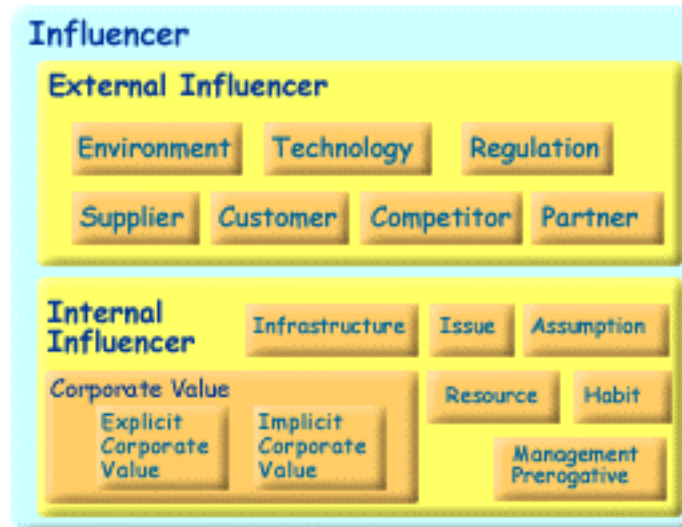 Influencer
External Influencer
Environment Technology Regulation
Supplier Customer Competitor Partner
Internal
Influencer
Infrastructure Issue Assumption
Corporate Value
Resource Habit
Explicit
Corporate
Value
Implicit
Corporate
Value
Management
Prerogative